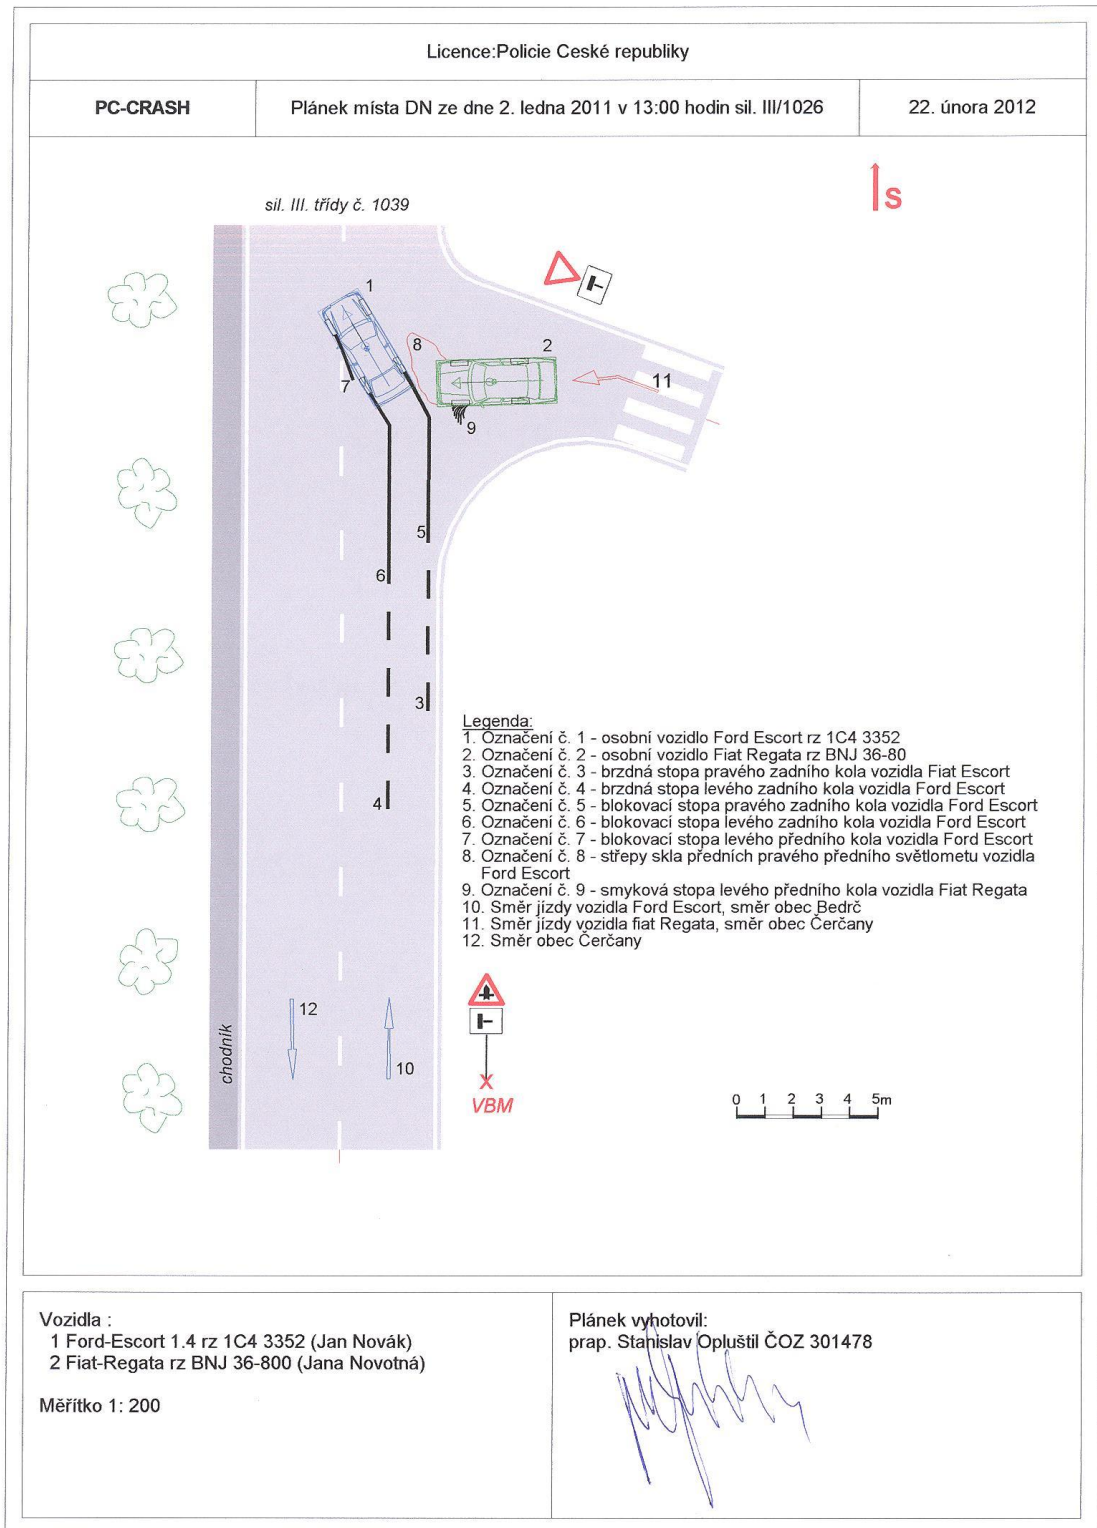 Licence:Policie České republiky
PC-CRASH
Plánek místa DN ze dne 2. ledna 2011 v 13:00 hodin sil. III/1026
22. února 2012
S
sil. III. třídy č. 1039
1
8
2
7
11
9
5
6
3
4
Legenda:
1. Označení č. 1 - osobní vozidlo Ford Escort rz 1C4 3352
2. Označení č. 2 - osobní vozidlo Fiat Regata rz BNJ 36-80
3. Označení č. 3 - brzdná stopa pravého zadního kola vozidla Fiat Escort
4. Označení č. 4 - brzdná stopa levého zadního kola vozidla Ford Escort
5. Označení č. 5 - blokovací stopa pravého zadního kola vozidla Ford Escort
6. Označení č. 6 - blokovací stopa levého zadního kola vozidla Ford Escort
7. Označení č. 7 - blokovací stopa levého předního kola vozidla Ford Escort
8. Označení č. 8 - střepy skla předních pravého předního světlometu vozidla
Ford Escort
9. Označení č. 9 - smyková stopa levého předního kola vozidla Fiat Regata
10. Směr jízdy vozidla Ford Escort, směr obec Bedrč
11. Směr jízdy vozidla fiat Regata, směr obec Čerčany
12. Směr obec Čerčany
12
10
chodník
X
VBM
0 1 2 3 4 5m
Vozidla :
1 Ford-Escort 1.4 rz 1C4 3352 (Jan Novák)
2 Fiat-Regata rz BNJ 36-800 (Jana Novotná)
Měřítko 1: 200
Plánek vyhotovil:
prap. Stanislav Opluštil ČOZ 301478